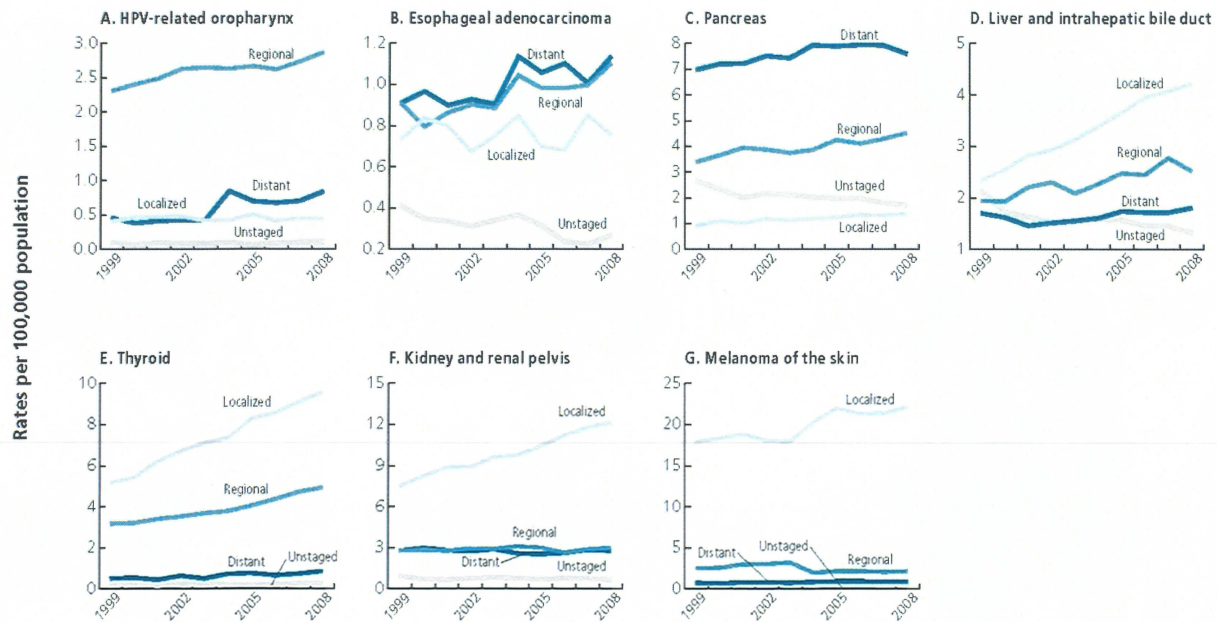 Rates per 100,000 population
A. HPV-related oropharynx
3.0
2.5
2.0
1.5
1.0
0.5
0.0
Regional
Localized
Distant
Unstaged
1999
2002
2005
2008
B. Esophageal adenocarcinoma
1.2
1.0
0.8
0.6
0.4
0.2
Distant
Regional
Localized
Unstaged
1999
2002
2005
2008
C. Pancreas
8
7
6
5
4
3
2
1
0
Distant
Regional
Unstaged
Localized
1999
2002
2005
2008
D. Liver and intrahepatic bile duct
5
4
3
2
1
Localized
Regional
Distant
Unstaged
1999
2002
2005
2008
E. Thyroid
10
8
6
4
2
0
Localized
Regional
Distant
Unstaged
1999
2002
2005
2008
F. Kidney and renal pelvis
15
12
9
6
3
0
Localized
Regional
Distant
Unstaged
1999
2002
2005
2008
G. Melanoma of the skin
25
20
15
10
5
0
Localized
Distant
Unstaged
Regional
1999
2002
2005
2008